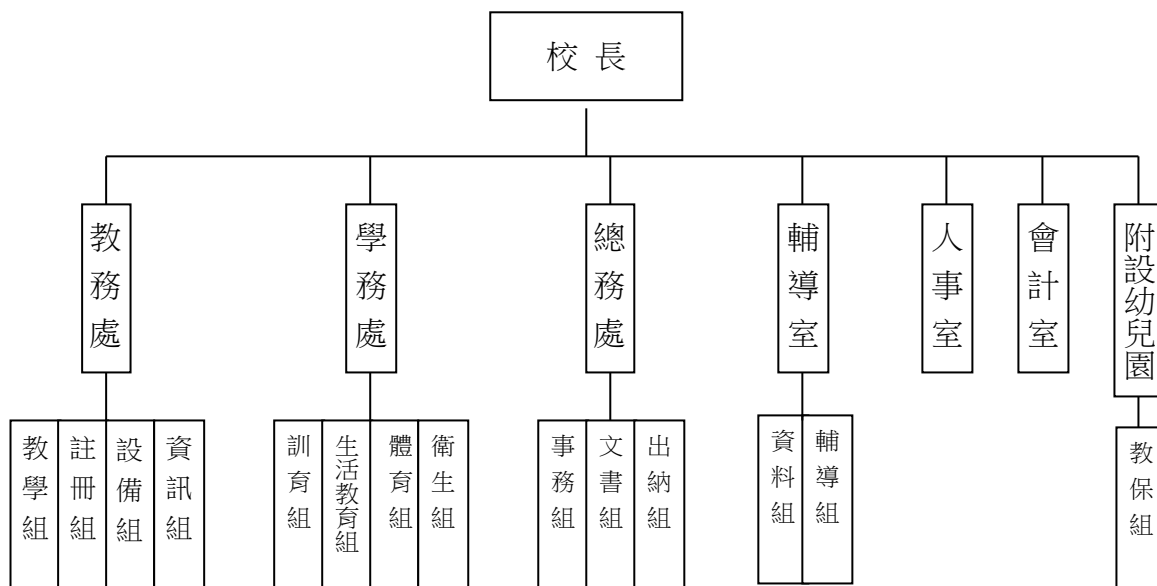 校長
教務處
學務處
總務處
輔導室
人事室
會計室
附設幼兒園
教學組
註冊組
設備組
資訊組
訓育組
生活教育組
體育組
衛生組
事務組
文書組
出納組
資料組
輔導組
教保組